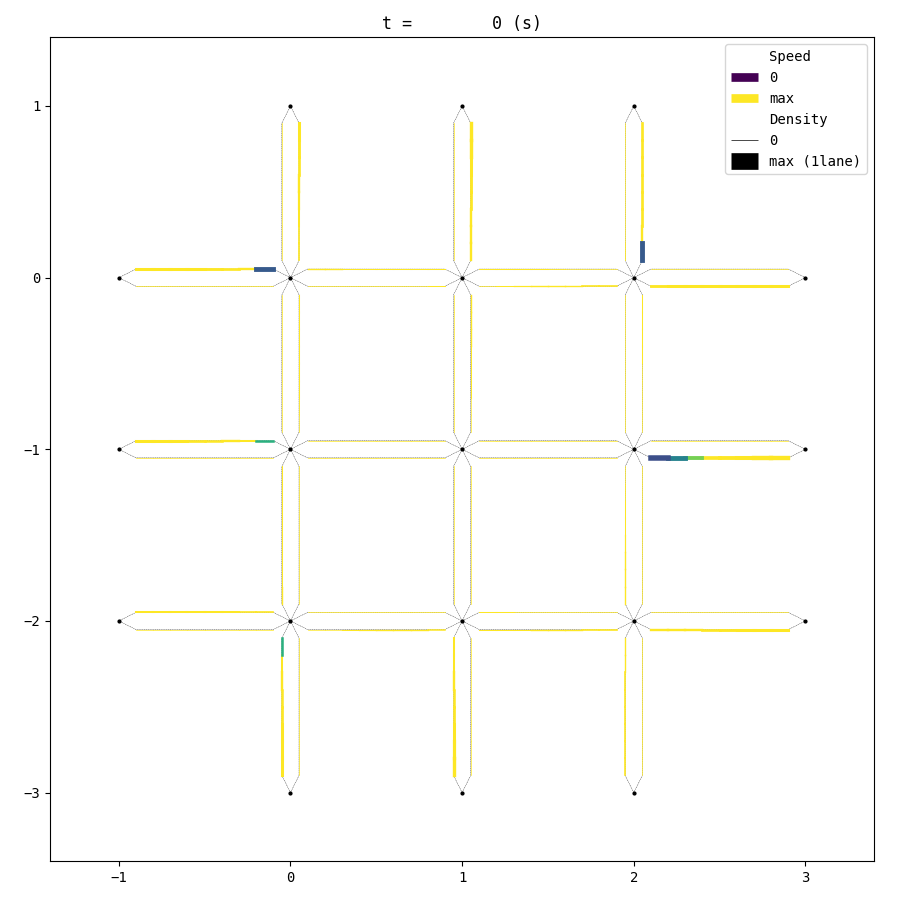 t =        0 (s)
Speed
0
max
Density
0
max (1lane)
1
0
−1
−2
−3
−1 0 1 2 3